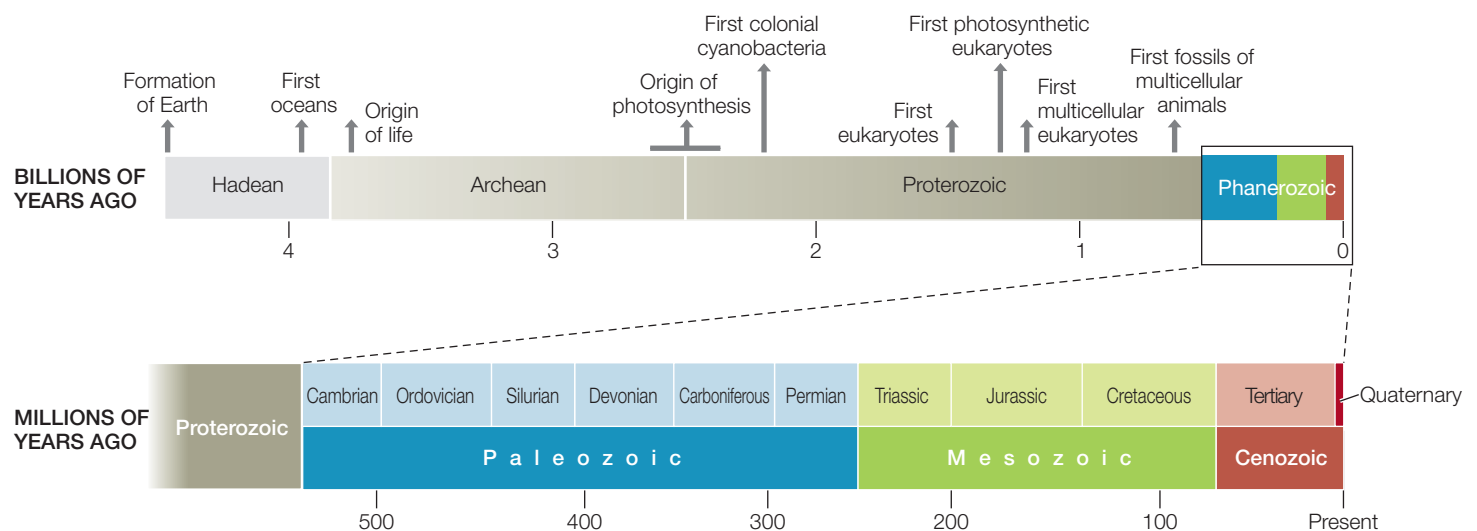 First colonial
cyanobacteria
First photosynthetic
eukaryotes
First fossils of
multicellular
animals
Formation
of Earth
First
oceans
Origin
of life
Origin of
photosynthesis
First
eukaryotes
First
multicellular
eukaryotes
BILLIONS OF
YEARS AGO
Hadean
Archean
Proterozoic
Phanerozoic
4
3
2
1
0
MILLIONS OF
YEARS AGO
Proterozoic
Cambrian
Ordovician
Silurian
Devonian
Carboniferous
Permian
Triassic
Jurassic
Cretaceous
Tertiary
Quaternary
Paleozoic
Mesozoic
Cenozoic
500
400
300
200
100
Present